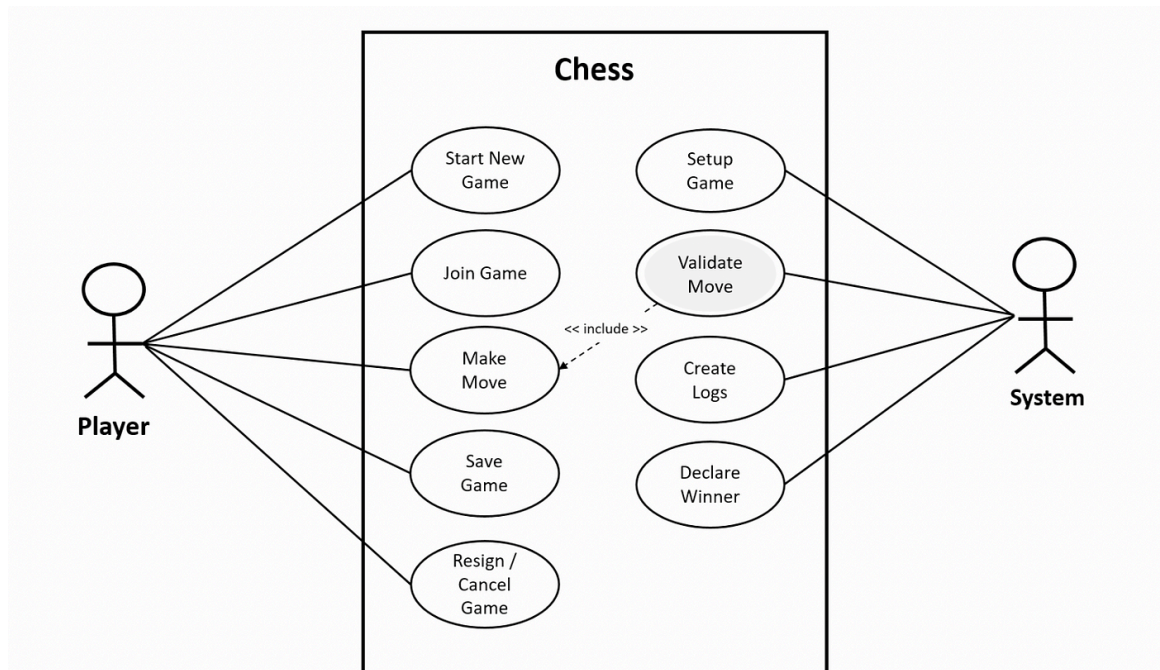 Chess
Start New
Game
Setup
Game
Join Game
Validate
Move
<< include >>
Make
Move
Create
Logs
Save
Game
Declare
Winner
Resign /
Cancel
Game
Player
System